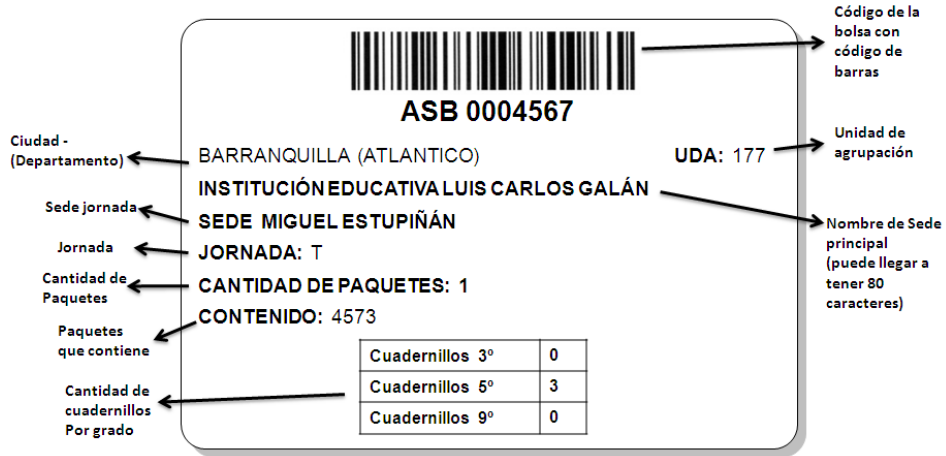 Código de la
bolsa con
código de
barras
ASB 0004567
Ciudad -
(Departamento)
BARRANQUILLA (ATLANTICO)
UDA: 177
Unidad de
agrupación
INSTITUCIÓN EDUCATIVA LUIS CARLOS GALÁN
Nombre de Sede
principal
(puede llegar a
tener 80
caracteres)
Sede jornada
SEDE MIGUEL ESTUPIÑÁN
Jornada
JORNADA: T
Cantidad de
Paquetes
CANTIDAD DE PAQUETES: 1
Paquetes
que contiene
CONTENIDO: 4573
Cantidad de
cuadernillos
Por grado
Cuadernillos 3º 0
Cuadernillos 5º 3
Cuadernillos 9º 0